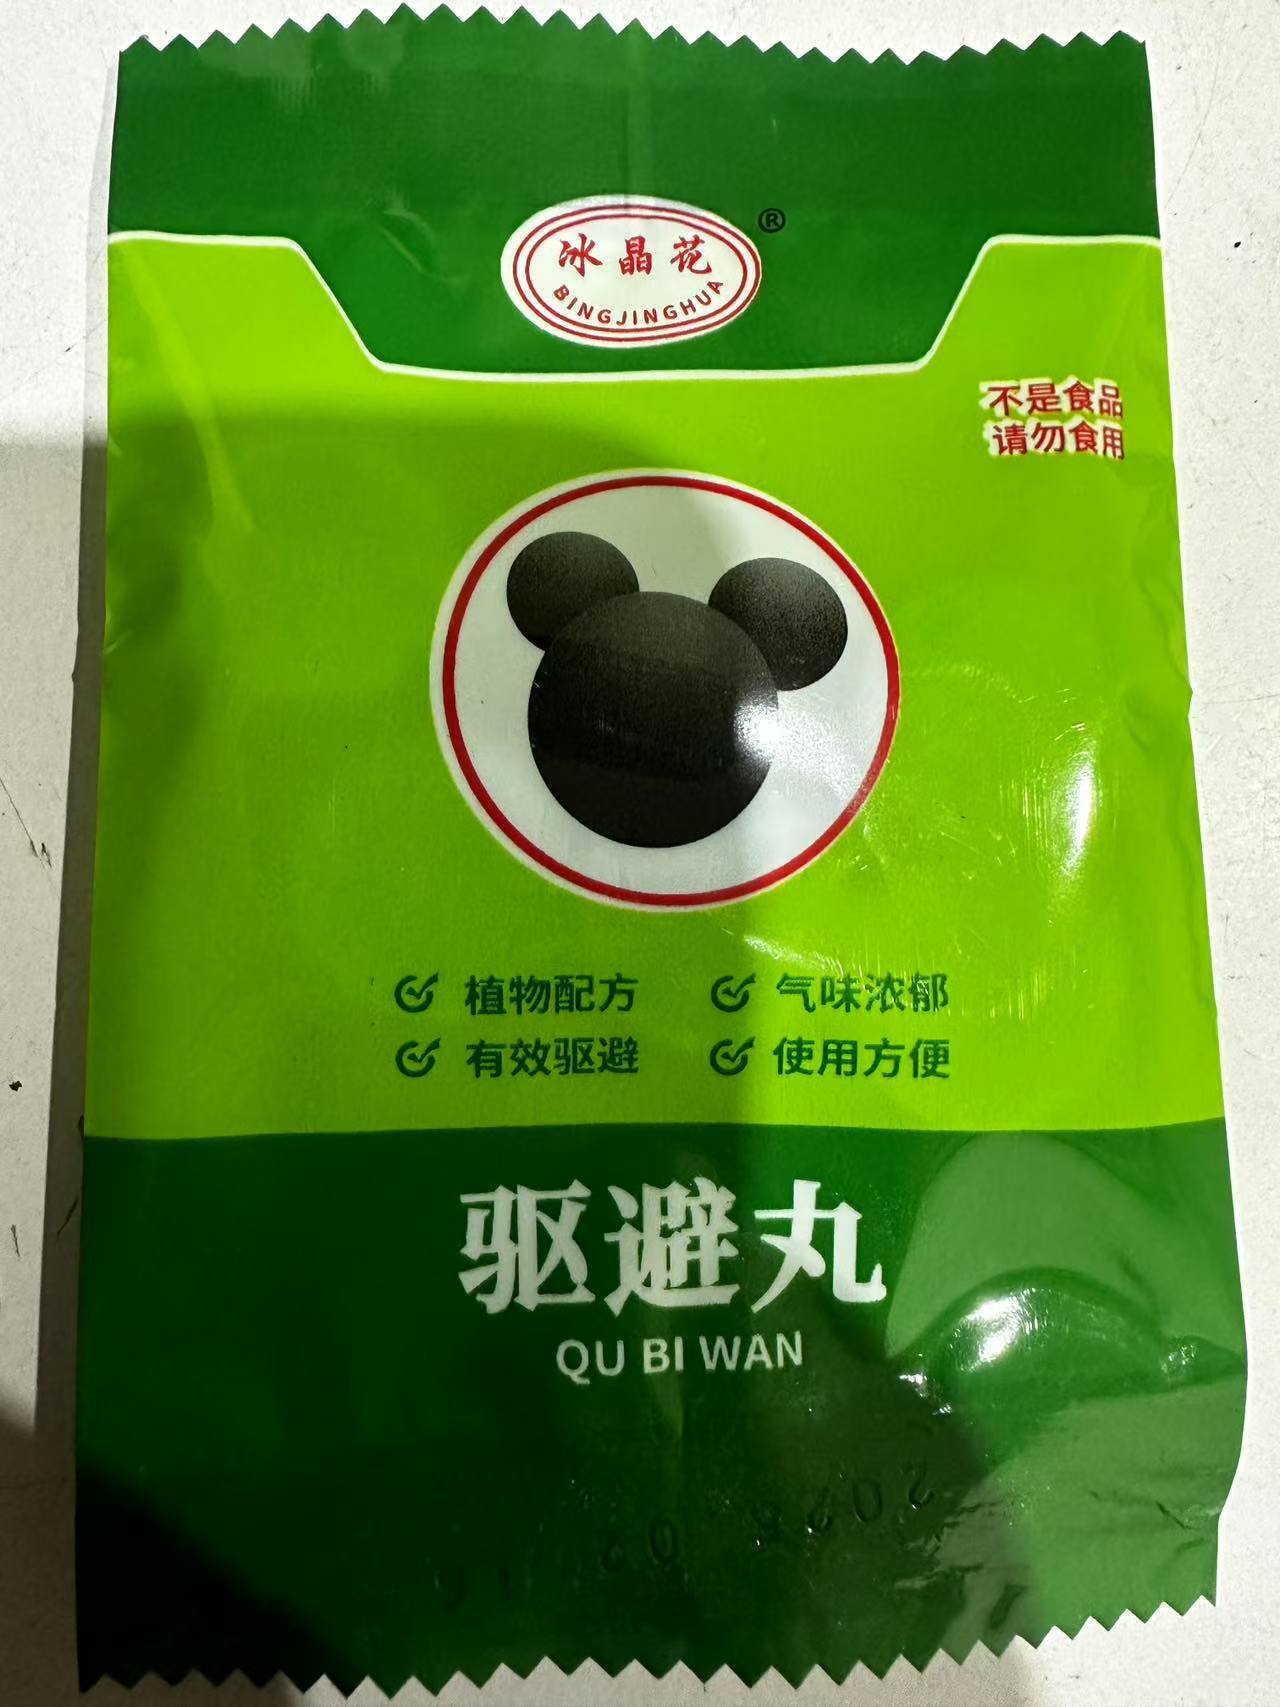 冰晶花
BINGJINGHUA
®
不是食品
请勿食用
植物配方 气味浓郁
有效驱避 使用方便
驱避丸
QU BI WAN